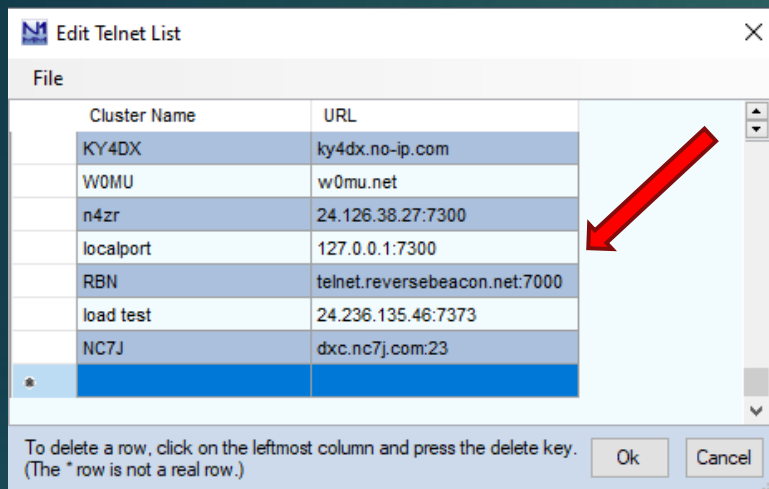 N1
MM
Edit Telnet List
File
Cluster Name URL
KY4DX ky4dx.no-ip.com
W0MU w0mu.net
n4zr 24.126.38.27:7300
localport 127.0.0.1:7300
RBN telnet.reversebeacon.net:7000
load test 24.236.135.46:7373
NC7J dxc.nc7j.com:23
*
To delete a row, click on the leftmost column and press the delete key.
(The * row is not a real row.)
Ok Cancel